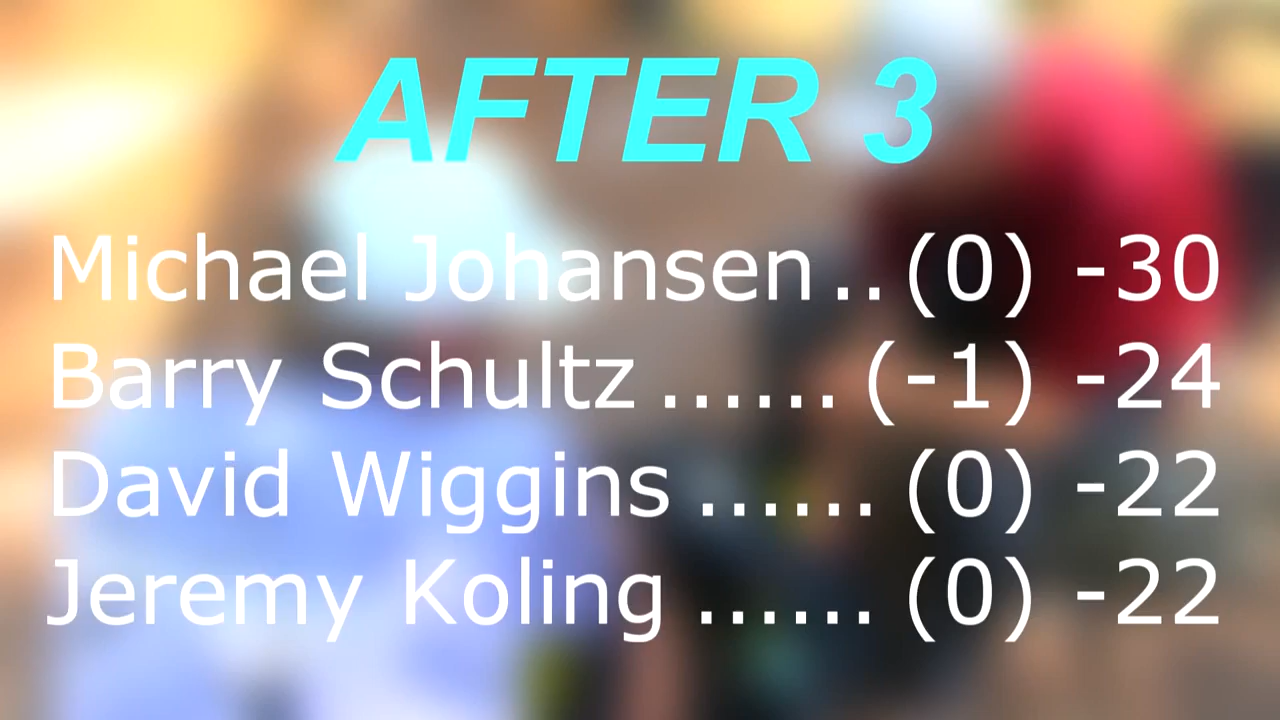 AFTER 3
Michael Johansen .. (0) -30
Barry Schultz ...... (-1) -24
David Wiggins ...... (0) -22
Jeremy Koling ...... (0) -22